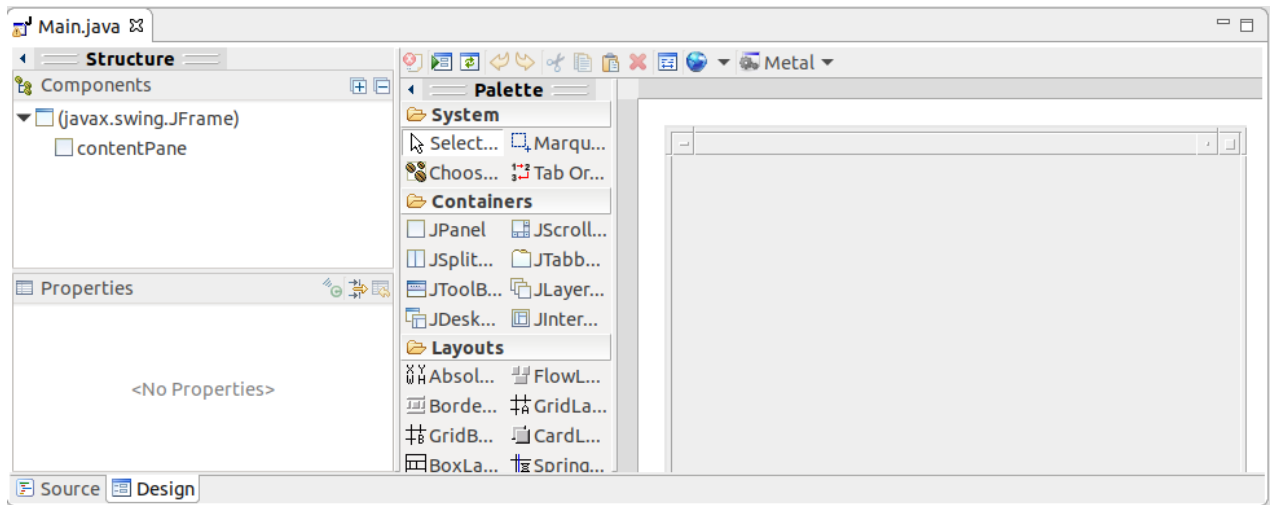 Main.java
Structure
Components
(javax.swing.JFrame)
contentPane
Properties
<No Properties>
Metal
Palette
System
Select... Marqu...
Choos... Tab Or...
Containers
JPanel JScroll...
JSplit... JTabb...
JToolB... JLayer...
JDesk... JInter...
Layouts
Absol... FlowL...
Borde... GridLa...
GridB... CardL...
BoxLa... Spring...
Source Design